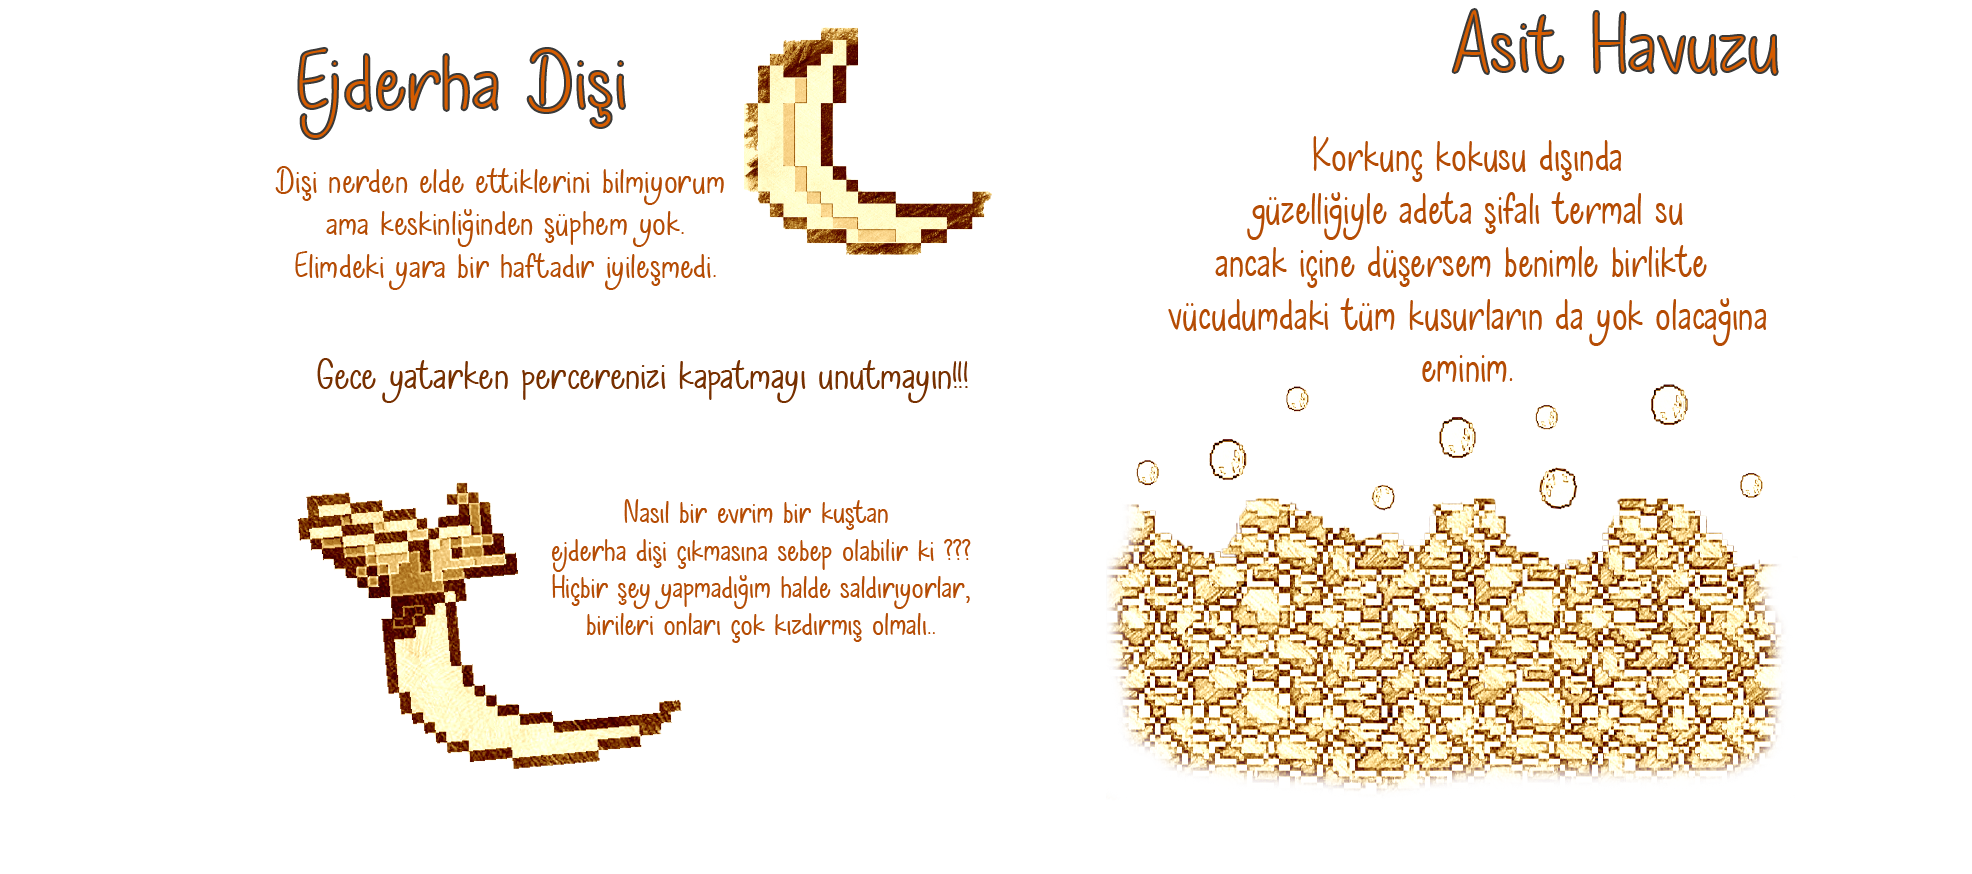 Ejderha Dişi
Dişi nerden elde ettiklerini bilmiyorum
ama keskinliğinden şüphem yok.
Elimdeki yara bir haftadır iyileşmedi.
Gece yatarken percerenizi kapatmayı unutmayın!!!
Nasıl bir evrim bir kuştan
ejderha dişi çıkmasına sebep olabilir ki ???
Hiçbir şey yapmadığım halde saldırıyorlar,
birileri onları çok kızdırmış olmalı..
Asit Havuzu
Korkunç kokusu dışında
güzelliğiyle adeta şifalı termal su
ancak içine düşersem benimle birlikte
vücudumdaki tüm kusurların da yok olacağına
eminim.